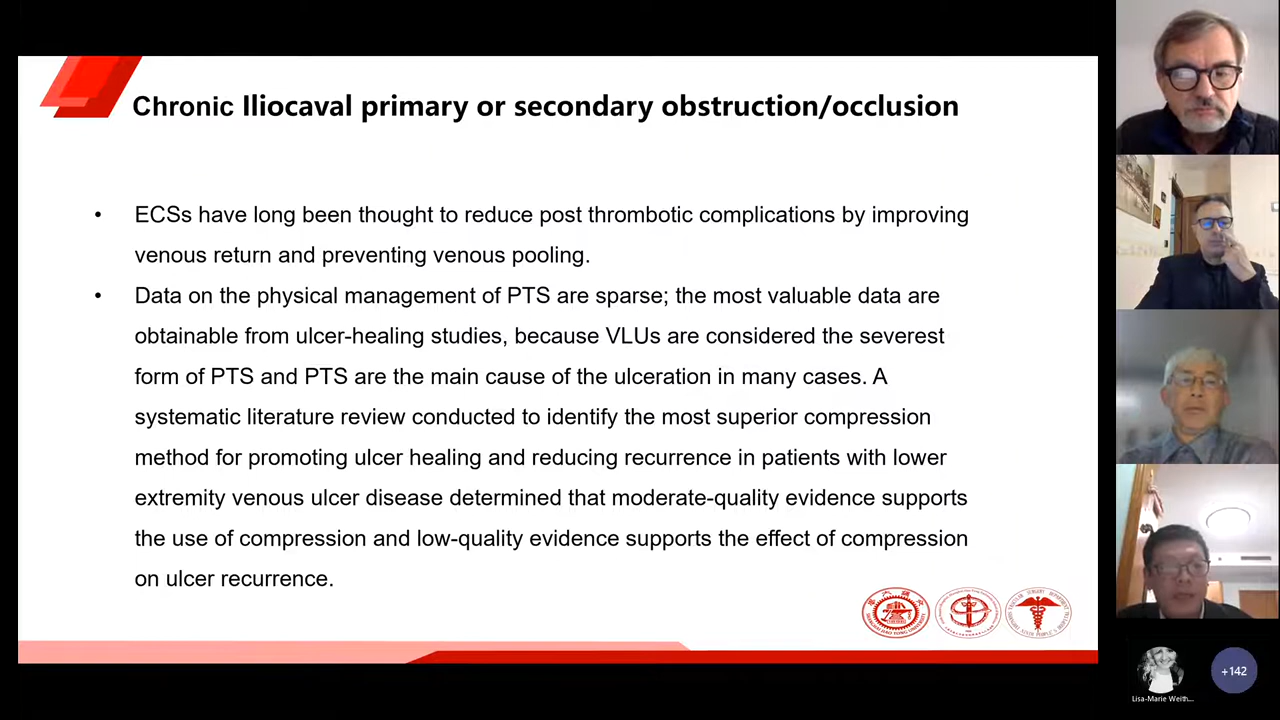 Chronic Iliocaval primary or secondary obstruction/occlusion
• ECSs have long been thought to reduce post thrombotic complications by improving
venous return and preventing venous pooling.
• Data on the physical management of PTS are sparse; the most valuable data are
obtainable from ulcer-healing studies, because VLUs are considered the severest
form of PTS and PTS are the main cause of the ulceration in many cases. A
systematic literature review conducted to identify the most superior compression
method for promoting ulcer healing and reducing recurrence in patients with lower
extremity venous ulcer disease determined that moderate-quality evidence supports
the use of compression and low-quality evidence supports the effect of compression
on ulcer recurrence.
Lisa-Marie Weith...
+142